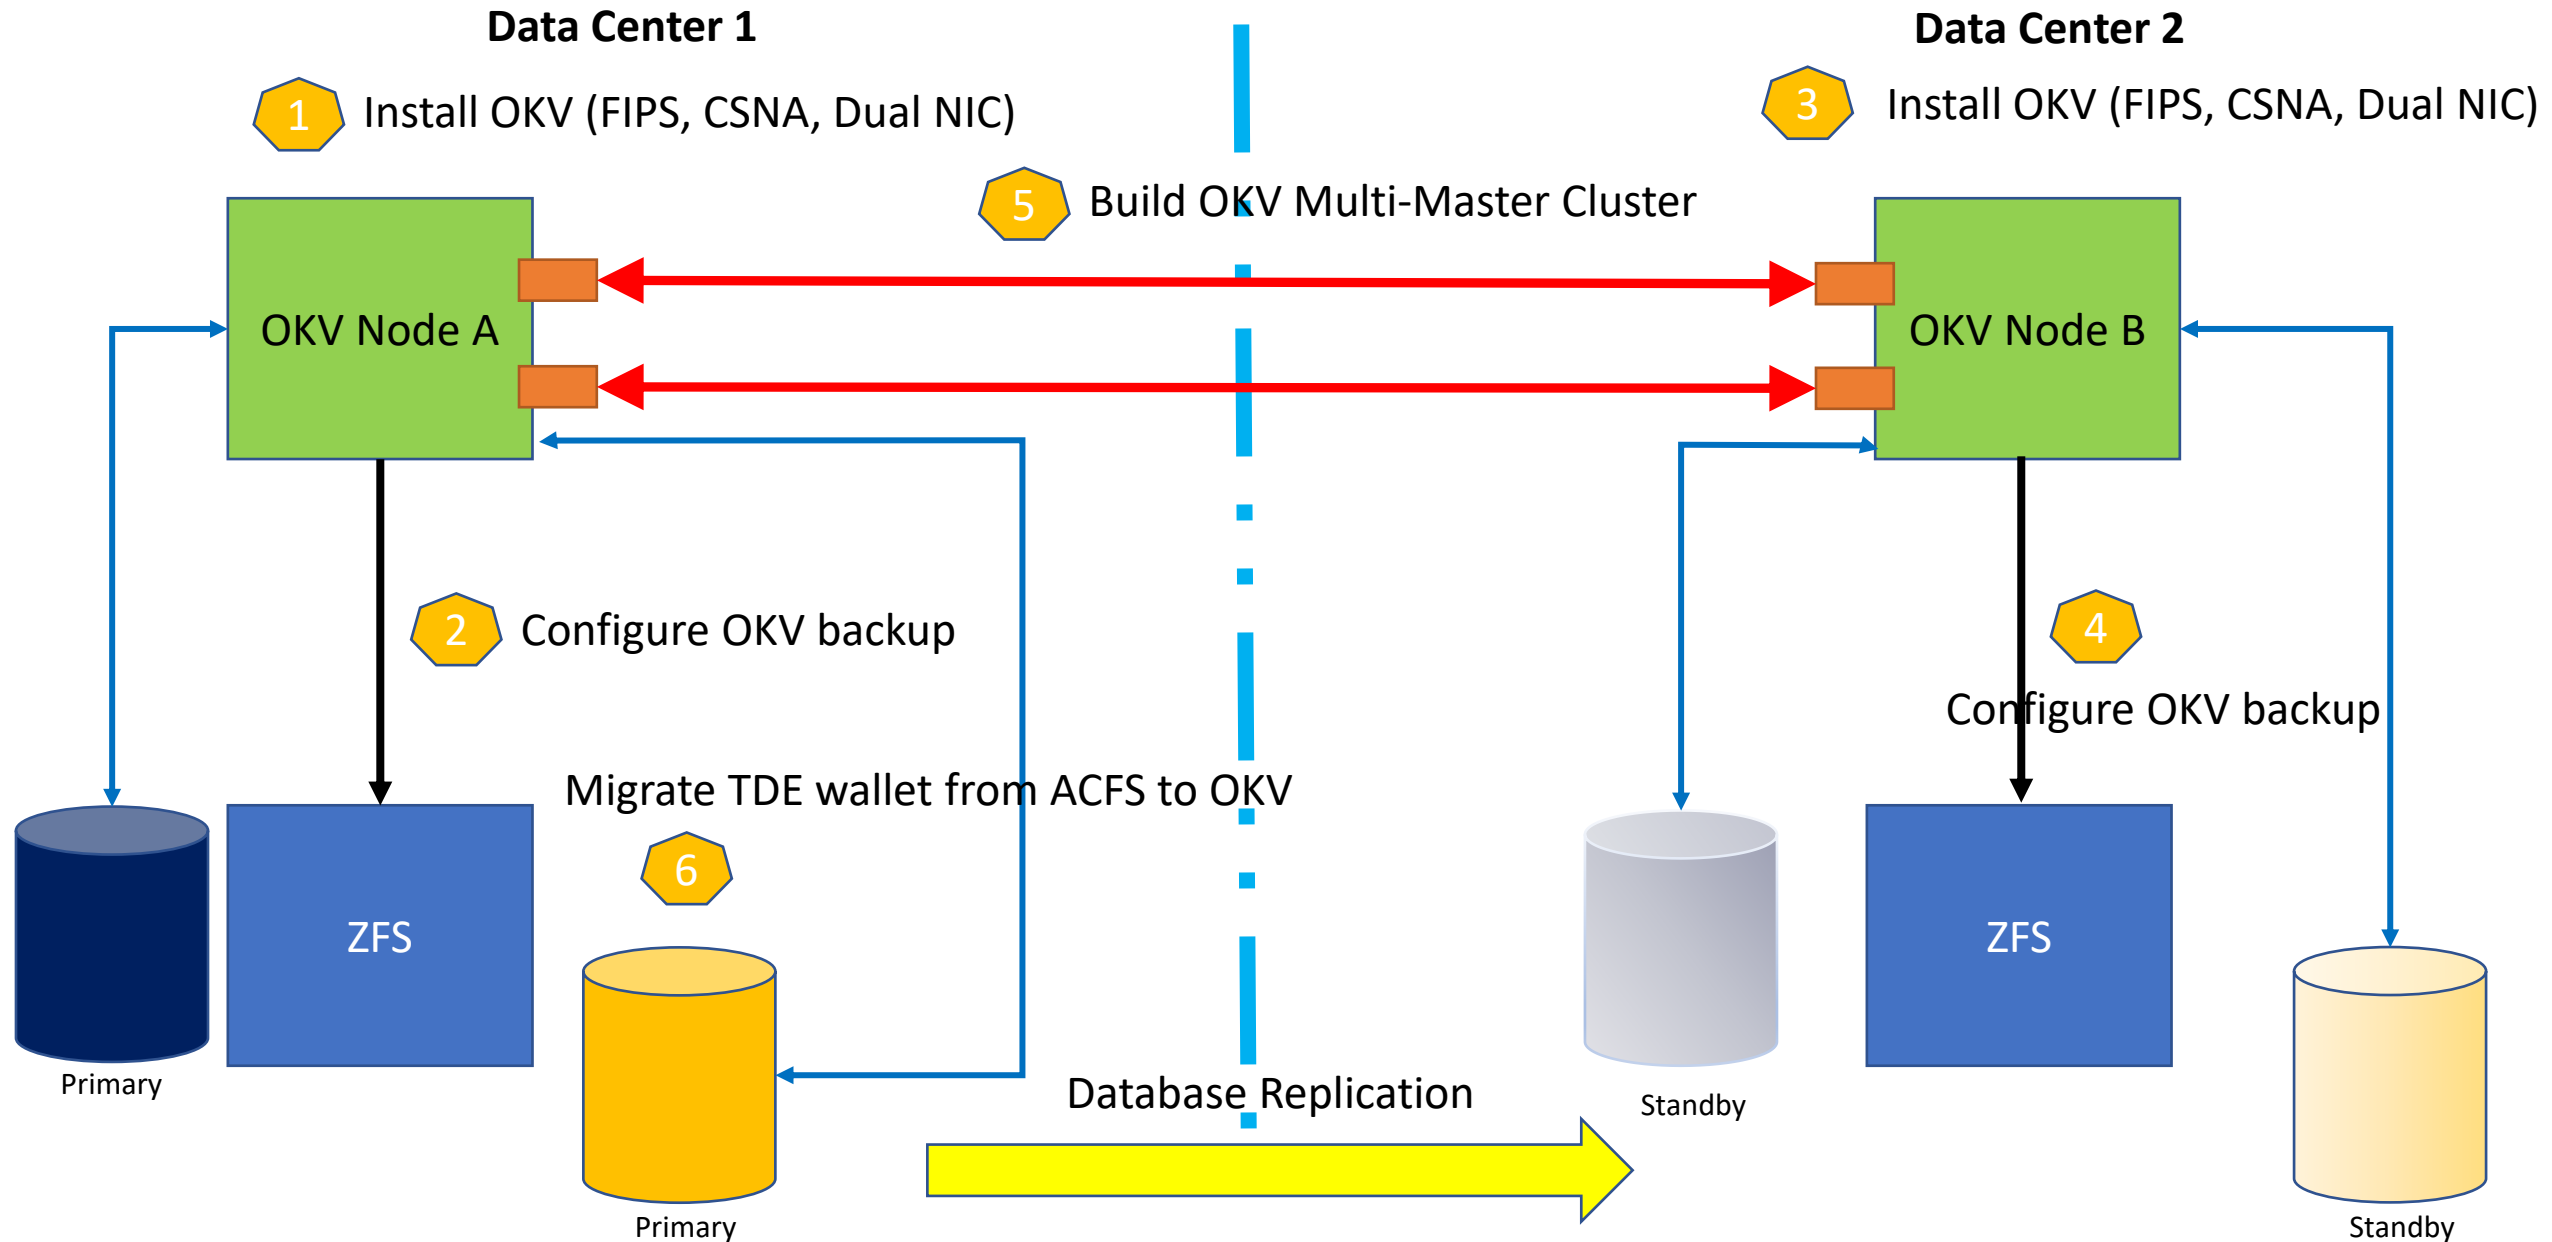 Data Center 1
Data Center 2
1 Install OKV (FIPS, CSNA, Dual NIC)
3 Install OKV (FIPS, CSNA, Dual NIC)
5 Build OKV Multi-Master Cluster
OKV Node A
OKV Node B
2 Configure OKV backup
4
Configure OKV backup
Migrate TDE wallet from ACFS to OKV
6
ZFS
ZFS
Primary
Database Replication
Standby
Primary
Standby